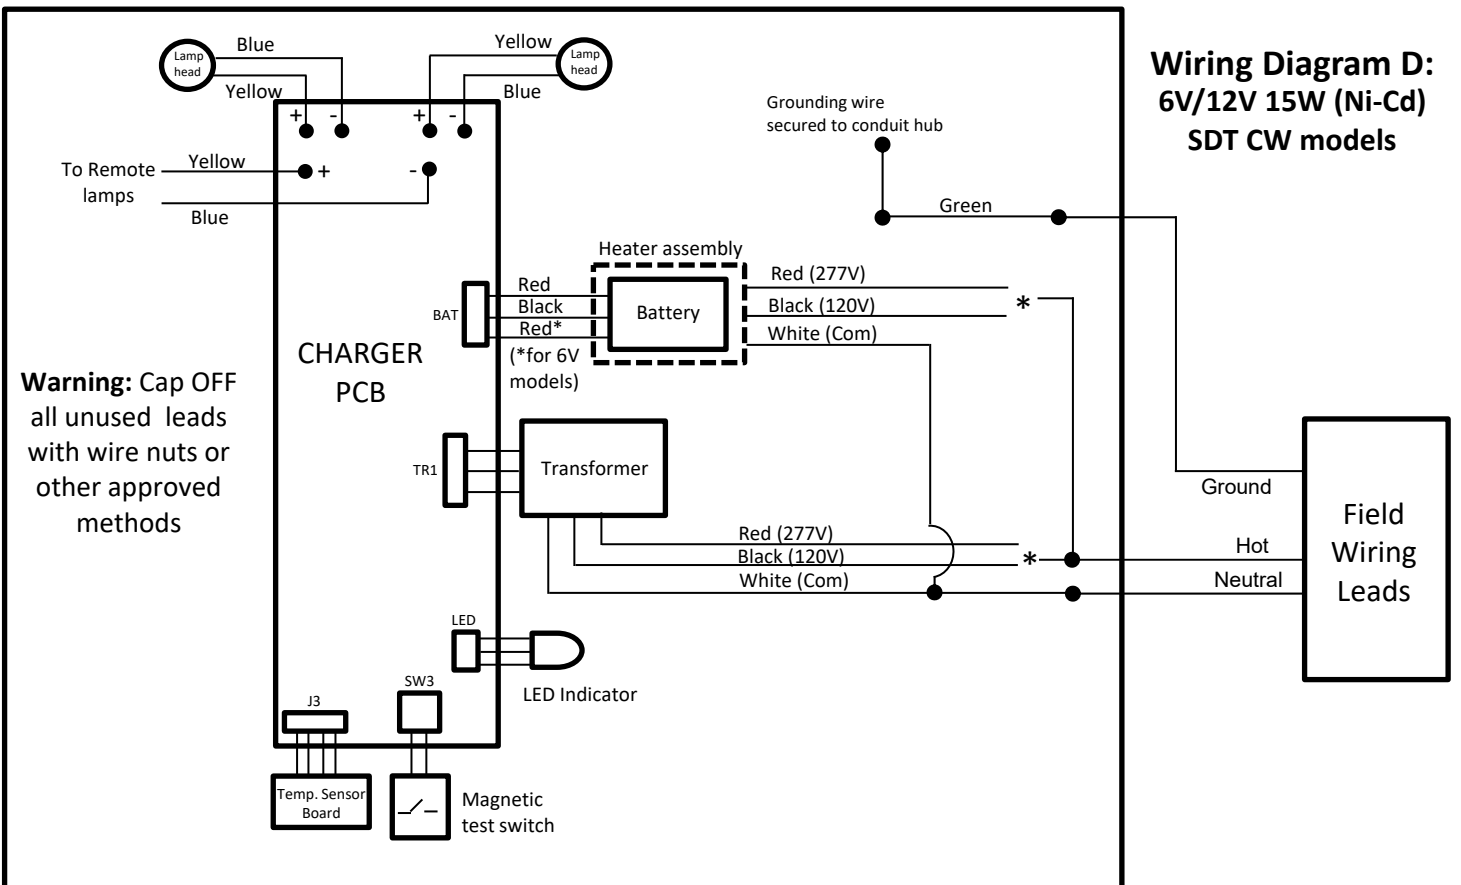 Wiring Diagram D:
6V/12V 15W (Ni-Cd)
SDT CW models
Lamp
head
Blue
Yellow
Yellow
Blue
Lamp
head
+
-
+
-
To Remote
lamps
Yellow
Blue
+
-
Grounding wire
secured to conduit hub
Green
Heater assembly
Battery
BAT
Red
Black
Red*
(*for 6V
models)
Red (277V)
Black (120V)
White (Com)
*
CHARGER
PCB
Warning: Cap OFF
all unused leads
with wire nuts or
other approved
methods
TR1
Transformer
Red (277V)
Black (120V)
White (Com)
*
Ground
Hot
Neutral
Field
Wiring
Leads
LED
LED Indicator
SW3
J3
Temp. Sensor
Board
Magnetic
test switch